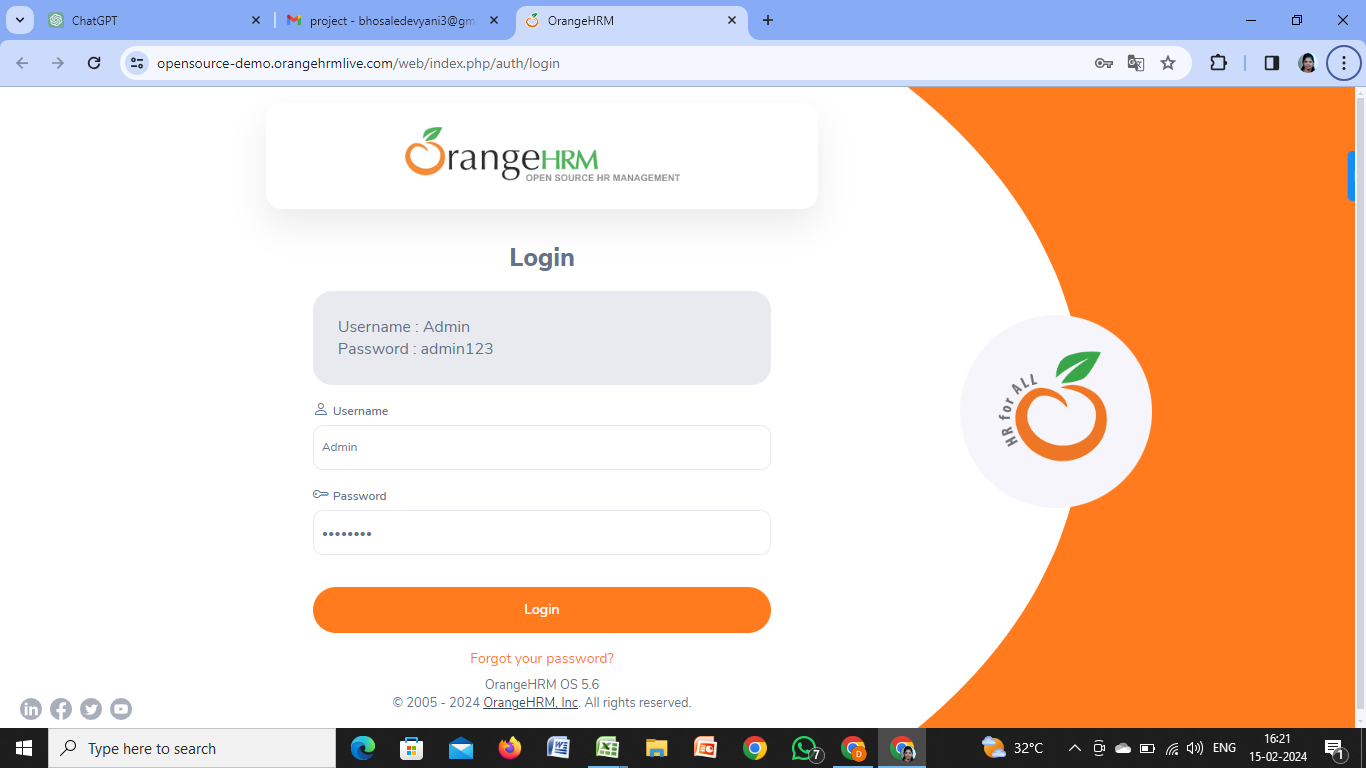 ChatGPT
project - bhosaledevyani3@gm
OrangeHRM
opensource-demo.orangehrmlive.com/web/index.php/auth/login
OrangeHRM
OPEN SOURCE HR MANAGEMENT
Login
Username : Admin
Password : admin123
Username
Admin
Password
••••••••
Login
Forgot your password?
OrangeHRM OS 5.6
© 2005 - 2024 OrangeHRM, Inc. All rights reserved.
HR for ALL
Type here to search
7
D
32°C
ENG
16:21
15-02-2024
1